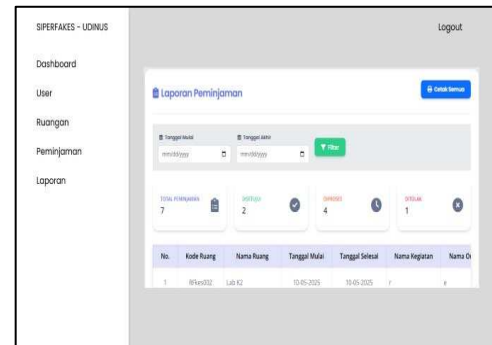 SIPERFAKES - UDINUS
Logout
Dashboard
User
Ruangan
Peminjaman
Laporan
Laporan Peminjaman
Cetak Semua
Tanggal Mulai
Tanggal Akhir
mm/dd/yyyy
mm/dd/yyyy
Filter
TOTAL PEMINJAMAN
7
DISETUJUI
2
DIPROSES
4
DITOLAK
1
No. Kode Ruang Nama Ruang Tanggal Mulai Tanggal Selesai Nama Kegiatan Nama O
1 Lab K2 10-05-2025 10-05-2025 r e